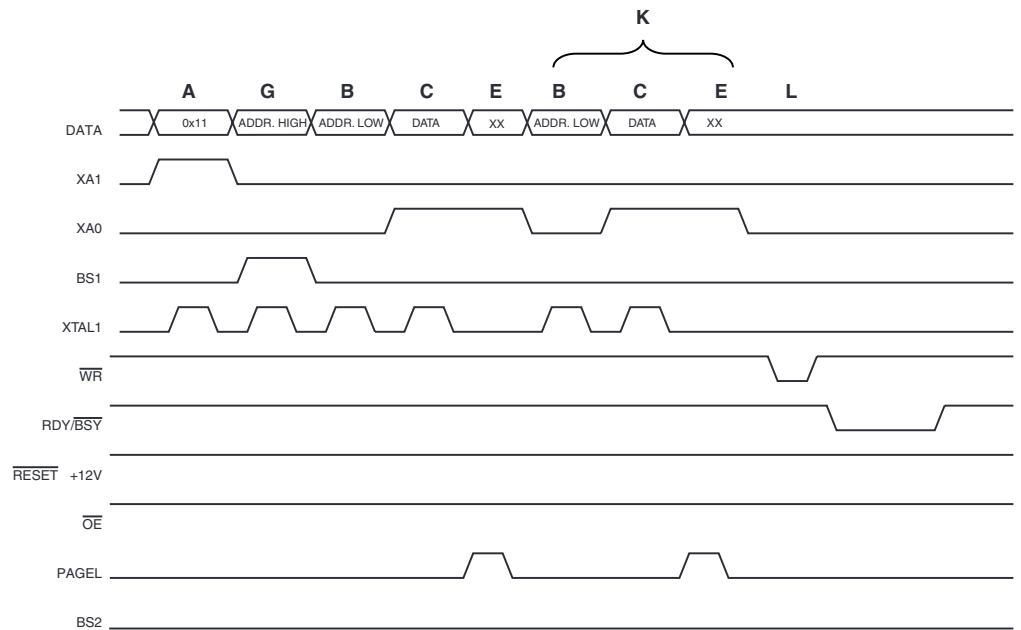 K
A G B C E B C E L
DATA 0x11 ADDR. HIGH ADDR. LOW DATA XX ADDR. LOW DATA XX
XA1
XA0
BS1
XTAL1
WR
RDY/BSY
RESET +12V
OE
PAGEL
BS2